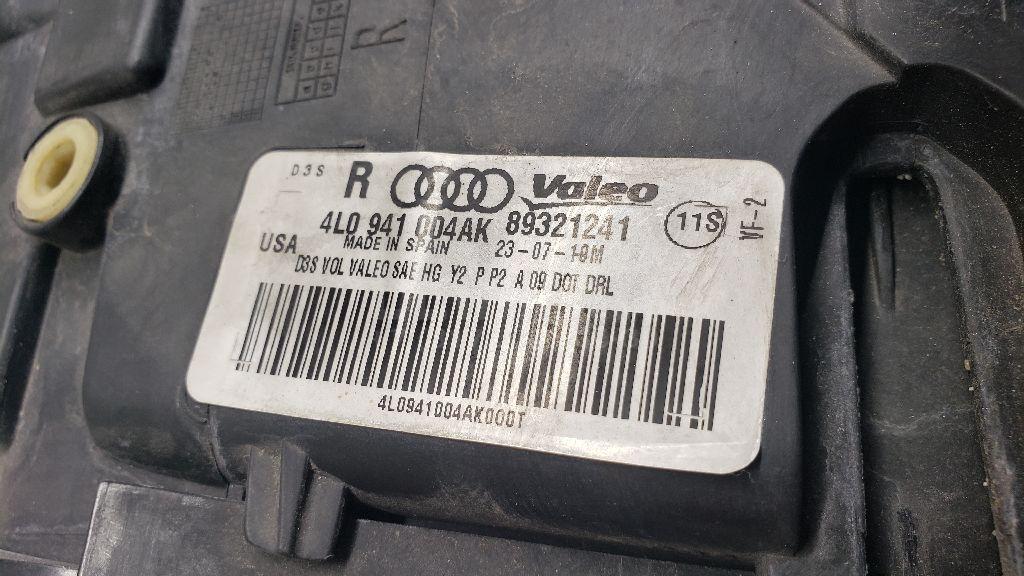 R
D3S R Valeo
4L0 941 004AK 89321241
USA MADE IN SPAIN 23-07-10M
11S
VF-2
D3S VOL VALEO SAE HG Y2 P P2 A 09 DOT DRL
4L0941004AK000T